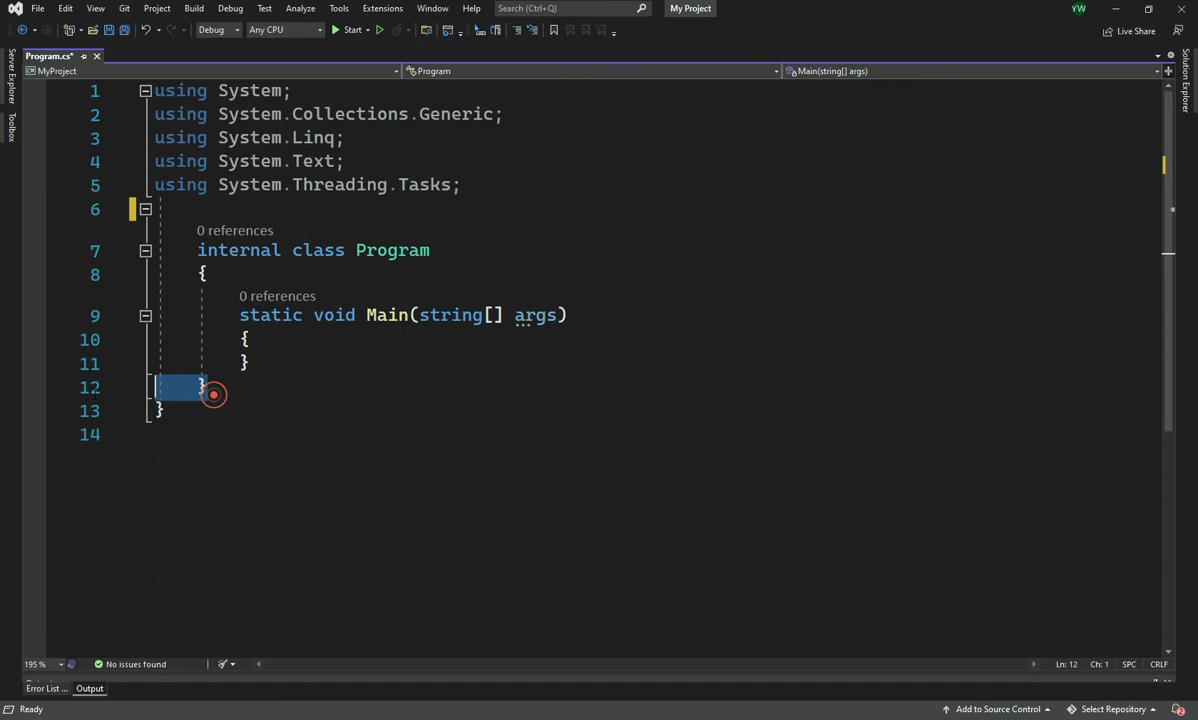 File Edit View Git Project Build Debug Test Analyze Tools Extensions Window Help Search (Ctrl+Q) My Project YW
Debug Any CPU Start Live Share
Program.cs*
MyProject Program Main(string[] args)
Server Explorer
Toolbox
Solution Explorer
1 using System;
2 using System.Collections.Generic;
3 using System.Linq;
4 using System.Text;
5 using System.Threading.Tasks;
6
0 references
7 internal class Program
8 {
0 references
9 static void Main(string[] args)
10 {
11 }
12 }
13 }
14
195 % No issues found Ln: 12 Ch: 1 SPC CRLF
Error List ... Output
Ready Add to Source Control Select Repository 2